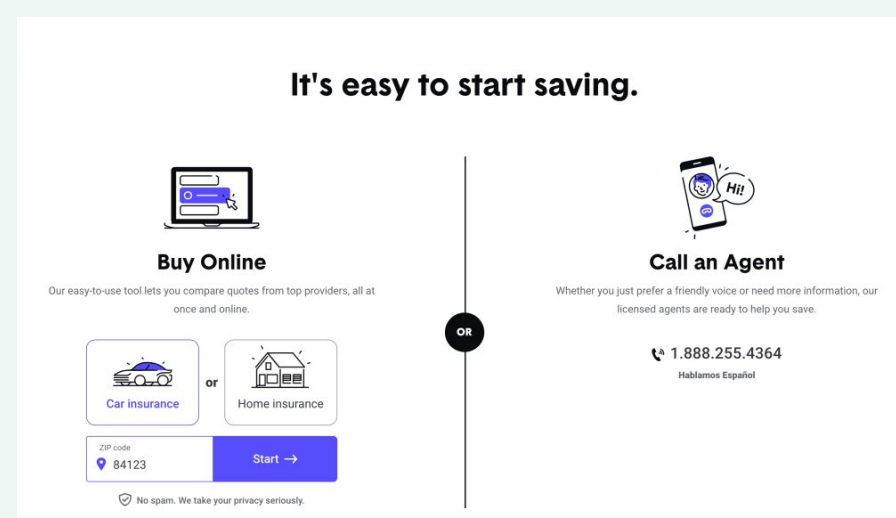 It's easy to start saving.
Buy Online
Our easy-to-use tool lets you compare quotes from top providers, all at
once and online.
Car insurance
or
Home insurance
ZIP code
84123
Start →
No spam. We take your privacy seriously.
OR
Hi!
Call an Agent
Whether you just prefer a friendly voice or need more information, our
licensed agents are ready to help you save.
1.888.255.4364
Hablamos Español